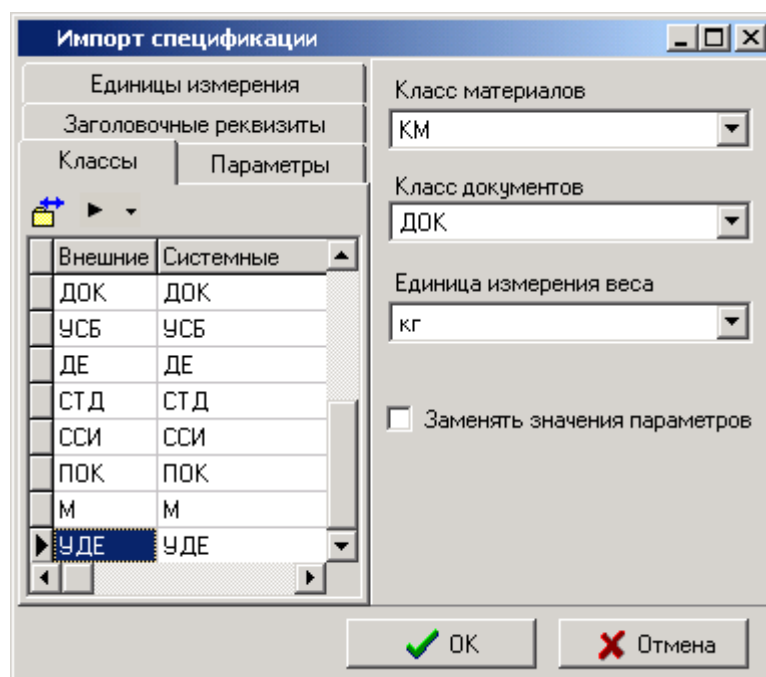 Импорт спецификации
Единицы измерения
Заголовочные реквизиты
Классы Параметры
Внешние Системные
ДОК ДОК
УСБ УСБ
ДЕ ДЕ
СТД СТД
ССИ ССИ
ПОК ПОК
М М
УДЕ УДЕ
Класс материалов
КМ
Класс документов
ДОК
Единица измерения веса
кг
Заменять значения параметров
OK Отмена